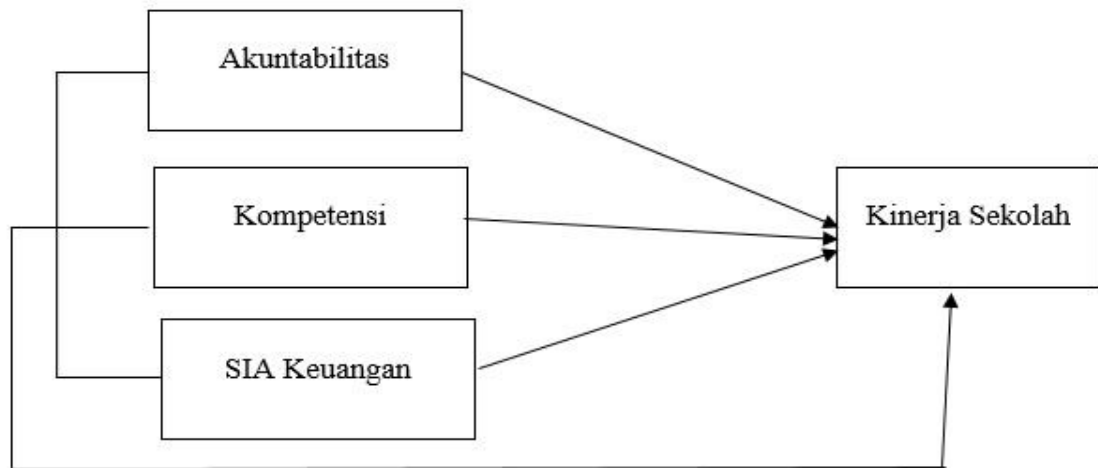 Akuntabilitas
Kompetensi
Kinerja Sekolah
SIA Keuangan